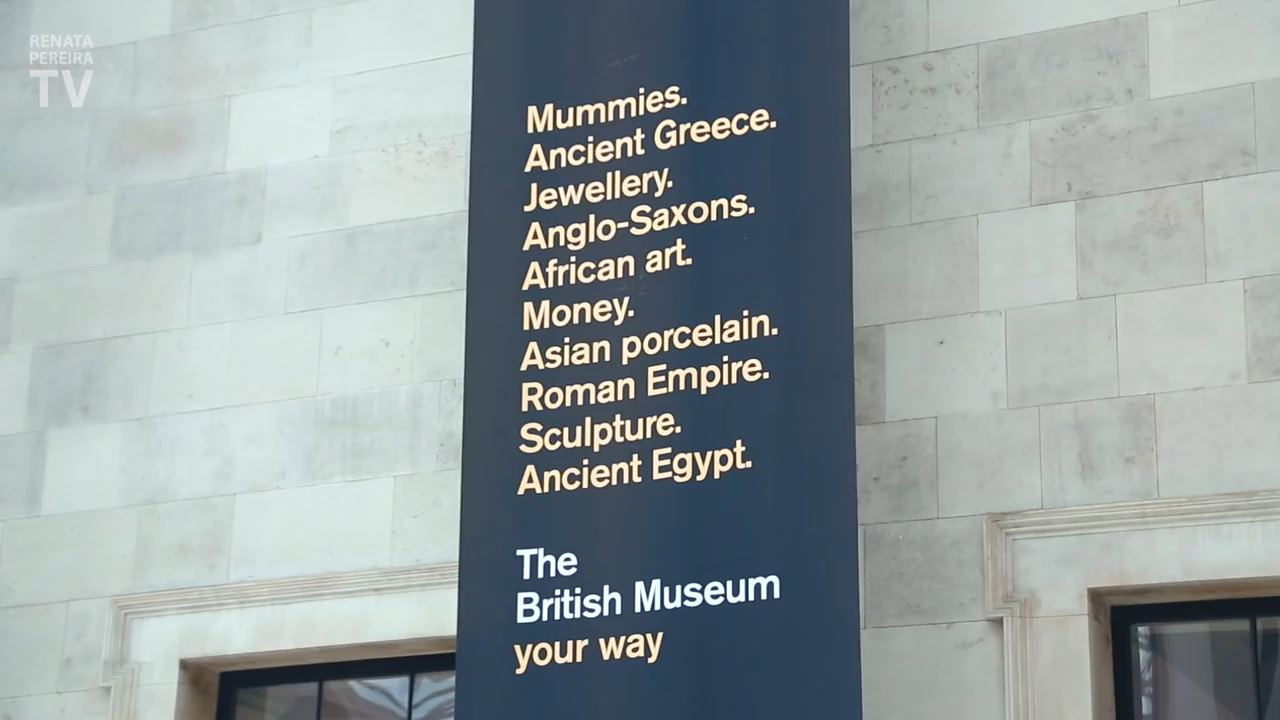 RENATA
PEREIRA
TV
Mummies.
Ancient Greece.
Jewellery.
Anglo-Saxons.
African art.
Money.
Asian porcelain.
Roman Empire.
Sculpture.
Ancient Egypt.
The
British Museum
your way